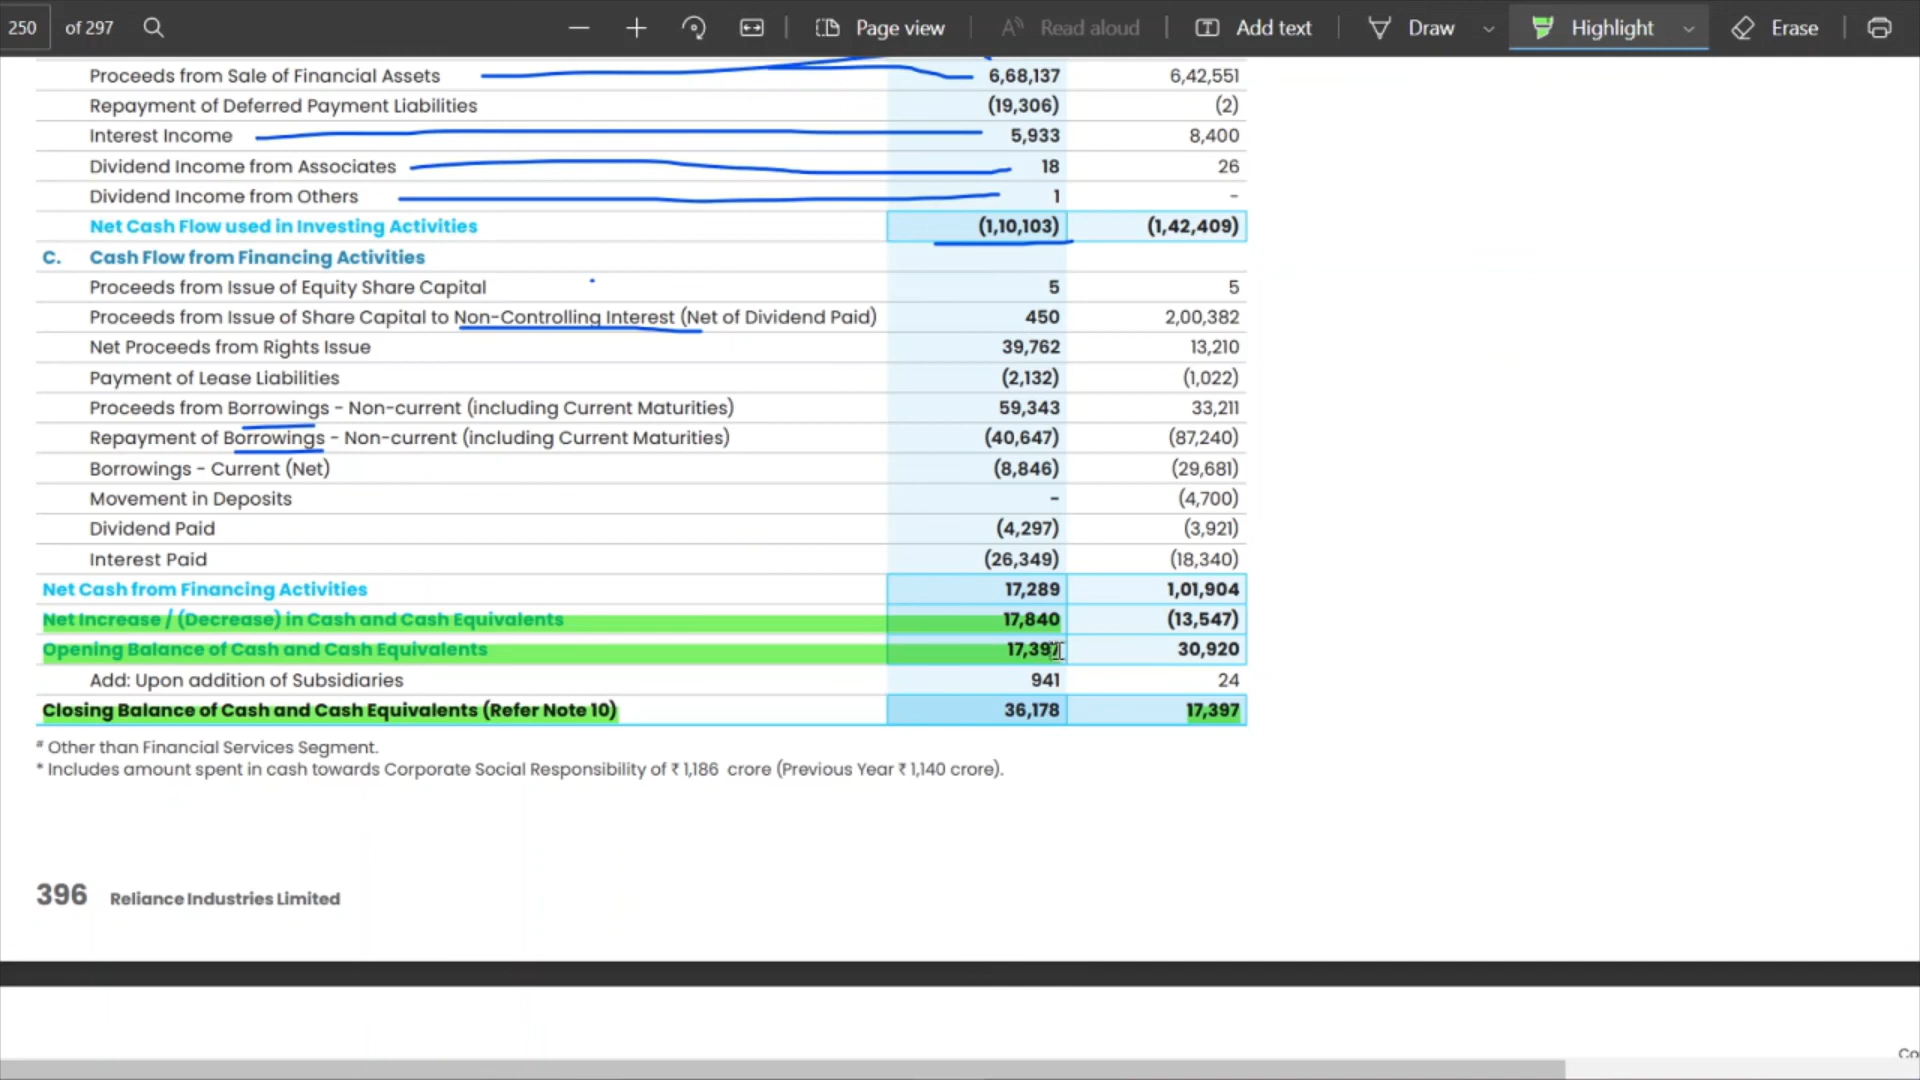 250 of 297 Page view Read aloud Add text Draw Highlight Erase
Proceeds from Sale of Financial Assets 6,68,137 6,42,551
Repayment of Deferred Payment Liabilities (19,306) (2)
Interest Income 5,933 8,400
Dividend Income from Associates 18 26
Dividend Income from Others 1 -
Net Cash Flow used in Investing Activities (1,10,103) (1,42,409)
C. Cash Flow from Financing Activities
Proceeds from Issue of Equity Share Capital 5 5
Proceeds from Issue of Share Capital to Non-Controlling Interest (Net of Dividend Paid) 450 2,00,382
Net Proceeds from Rights Issue 39,762 13,210
Payment of Lease Liabilities (2,132) (1,022)
Proceeds from Borrowings - Non-current (including Current Maturities) 59,343 33,211
Repayment of Borrowings - Non-current (including Current Maturities) (40,647) (87,240)
Borrowings - Current (Net) (8,846) (29,681)
Movement in Deposits - (4,700)
Dividend Paid (4,297) (3,921)
Interest Paid (26,349) (18,340)
Net Cash from Financing Activities 17,289 1,01,904
Net Increase / (Decrease) in Cash and Cash Equivalents 17,840 (13,547)
Opening Balance of Cash and Cash Equivalents 17,397 30,920
Add: Upon addition of Subsidiaries 941 24
Closing Balance of Cash and Cash Equivalents (Refer Note 10) 36,178 17,397
# Other than Financial Services Segment.
* Includes amount spent in cash towards Corporate Social Responsibility of ₹ 1,186 crore (Previous Year ₹ 1,140 crore).
396 Reliance Industries Limited
Co